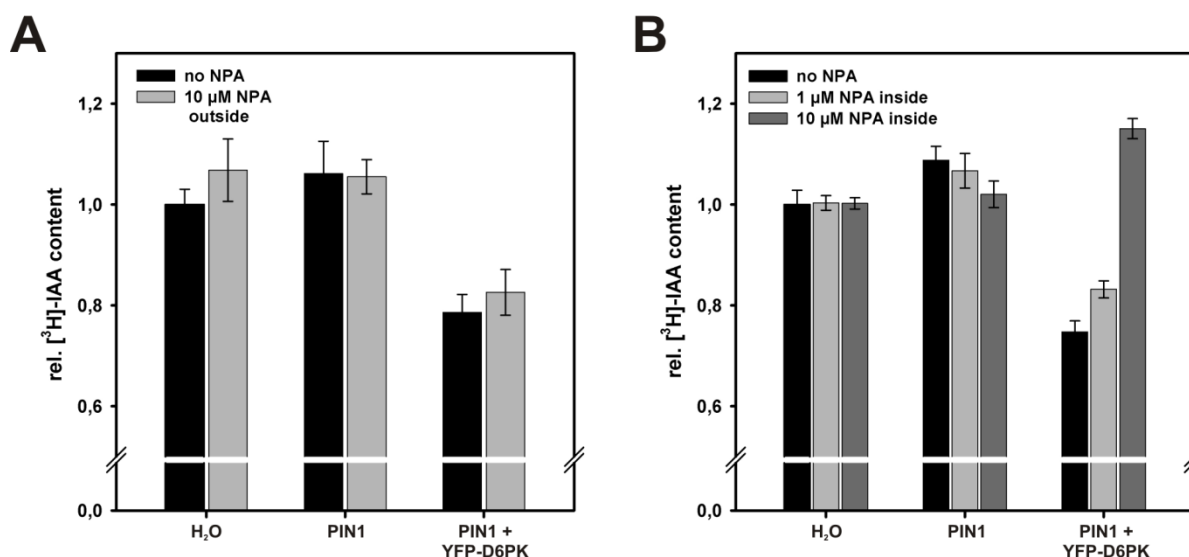 A
no NPA
10 µM NPA
outside
rel. [³H]-IAA content
1,2
1,0
0,8
0,6
0,0
H₂O
PIN1
PIN1 +
YFP-D6PK
B
no NPA
1 µM NPA inside
10 µM NPA inside
rel. [³H]-IAA content
1,2
1,0
0,8
0,6
0,0
H₂O
PIN1
PIN1 +
YFP-D6PK